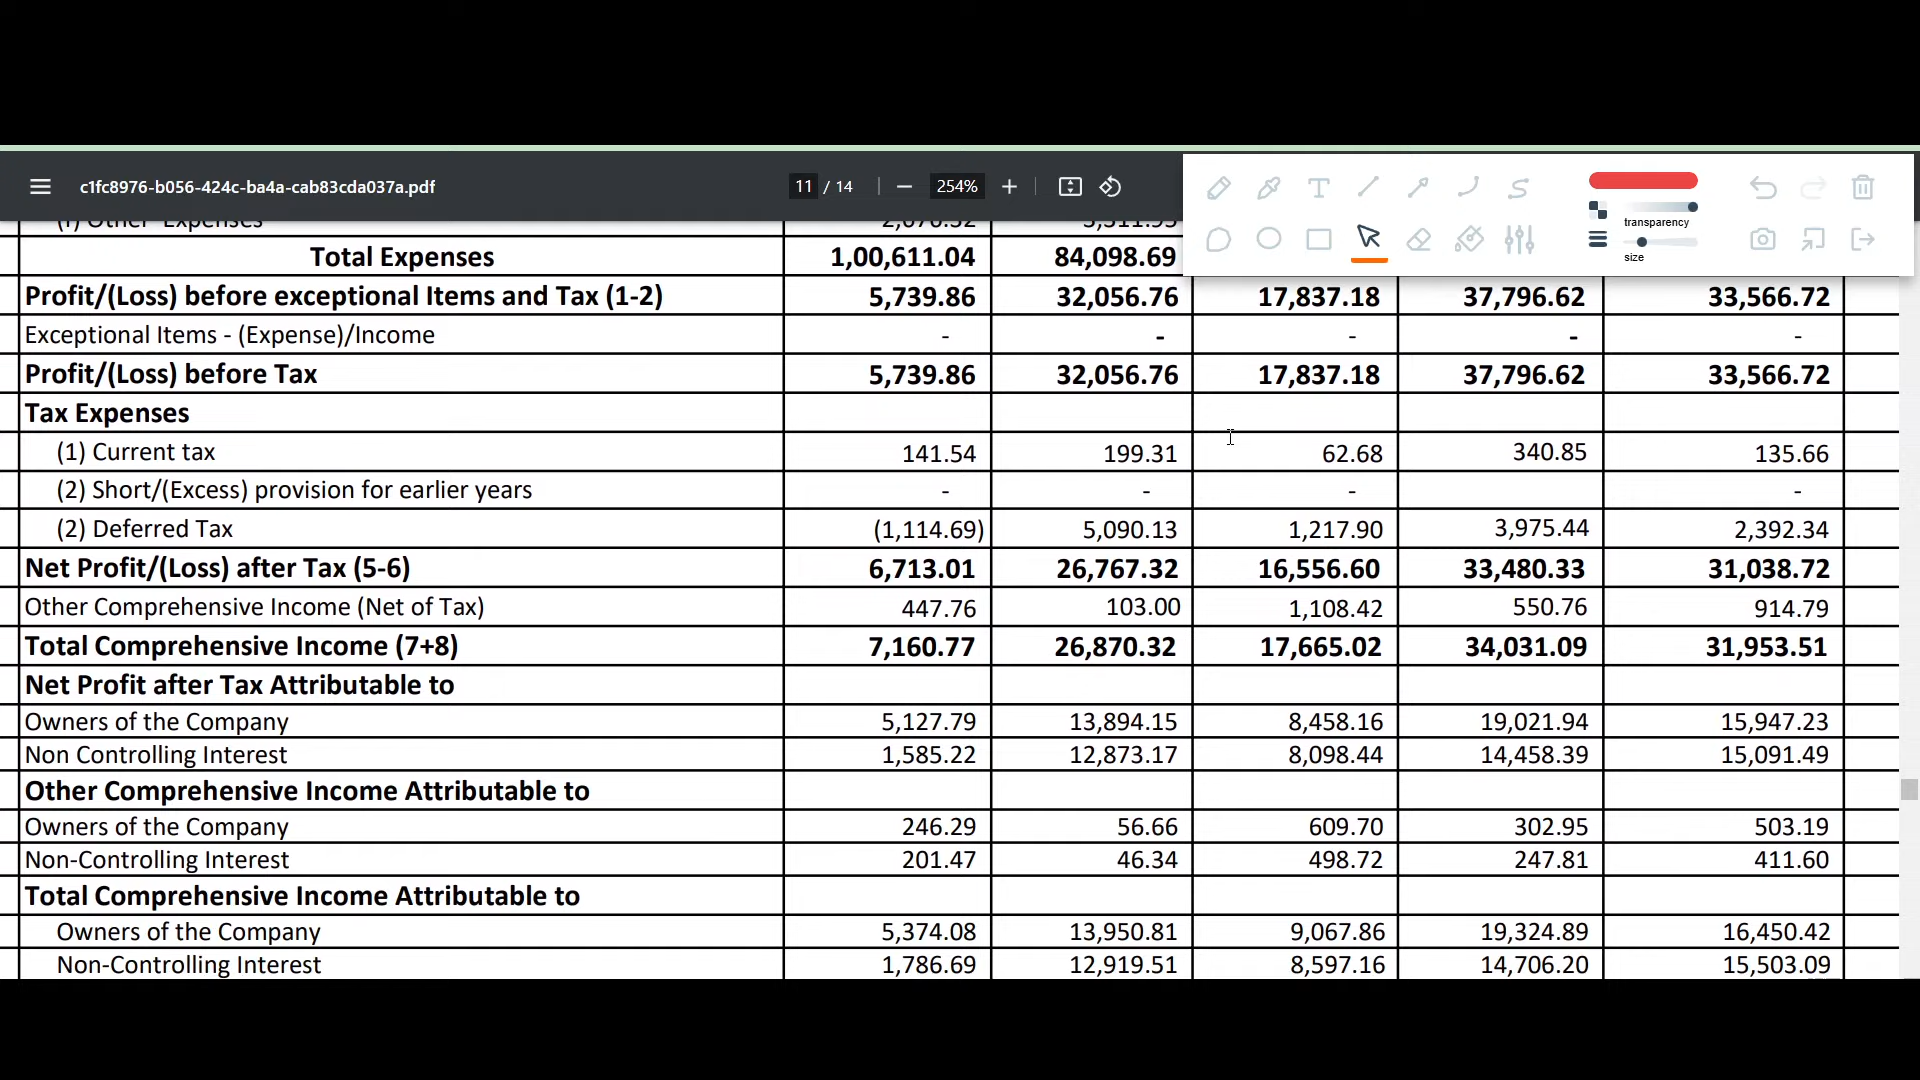 c1fc8976-b056-424c-ba4a-cab83cda037a.pdf 11 / 14 254%
transparency
size
(f) Other Expenses
Total Expenses 1,00,611.04 84,098.69
Profit/(Loss) before exceptional Items and Tax (1-2) 5,739.86 32,056.76 17,837.18 37,796.62 33,566.72
Exceptional Items - (Expense)/Income - - - - -
Profit/(Loss) before Tax 5,739.86 32,056.76 17,837.18 37,796.62 33,566.72
Tax Expenses
(1) Current tax 141.54 199.31 62.68 340.85 135.66
(2) Short/(Excess) provision for earlier years - - - -
(2) Deferred Tax (1,114.69) 5,090.13 1,217.90 3,975.44 2,392.34
Net Profit/(Loss) after Tax (5-6) 6,713.01 26,767.32 16,556.60 33,480.33 31,038.72
Other Comprehensive Income (Net of Tax) 447.76 103.00 1,108.42 550.76 914.79
Total Comprehensive Income (7+8) 7,160.77 26,870.32 17,665.02 34,031.09 31,953.51
Net Profit after Tax Attributable to
Owners of the Company 5,127.79 13,894.15 8,458.16 19,021.94 15,947.23
Non Controlling Interest 1,585.22 12,873.17 8,098.44 14,458.39 15,091.49
Other Comprehensive Income Attributable to
Owners of the Company 246.29 56.66 609.70 302.95 503.19
Non-Controlling Interest 201.47 46.34 498.72 247.81 411.60
Total Comprehensive Income Attributable to
Owners of the Company 5,374.08 13,950.81 9,067.86 19,324.89 16,450.42
Non-Controlling Interest 1,786.69 12,919.51 8,597.16 14,706.20 15,503.09